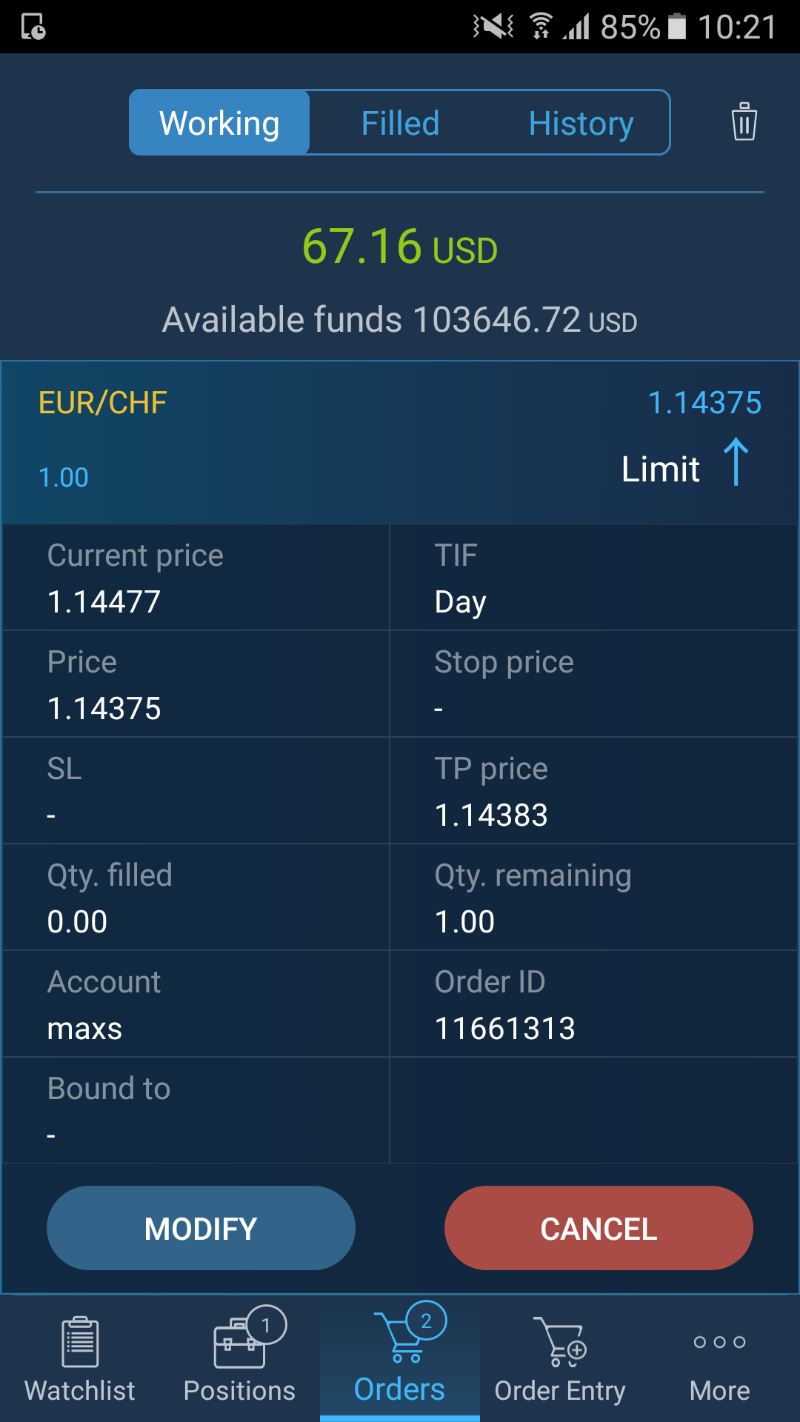 85% 10:21
Working Filled History
67.16 USD
Available funds 103646.72 USD
EUR/CHF 1.14375
1.00 Limit
Current price TIF
1.14477 Day
Price Stop price
1.14375 -
SL TP price
- 1.14383
Qty. filled Qty. remaining
0.00 1.00
Account Order ID
maxs 11661313
Bound to
-
MODIFY CANCEL
1 2
Watchlist Positions Orders Order Entry More